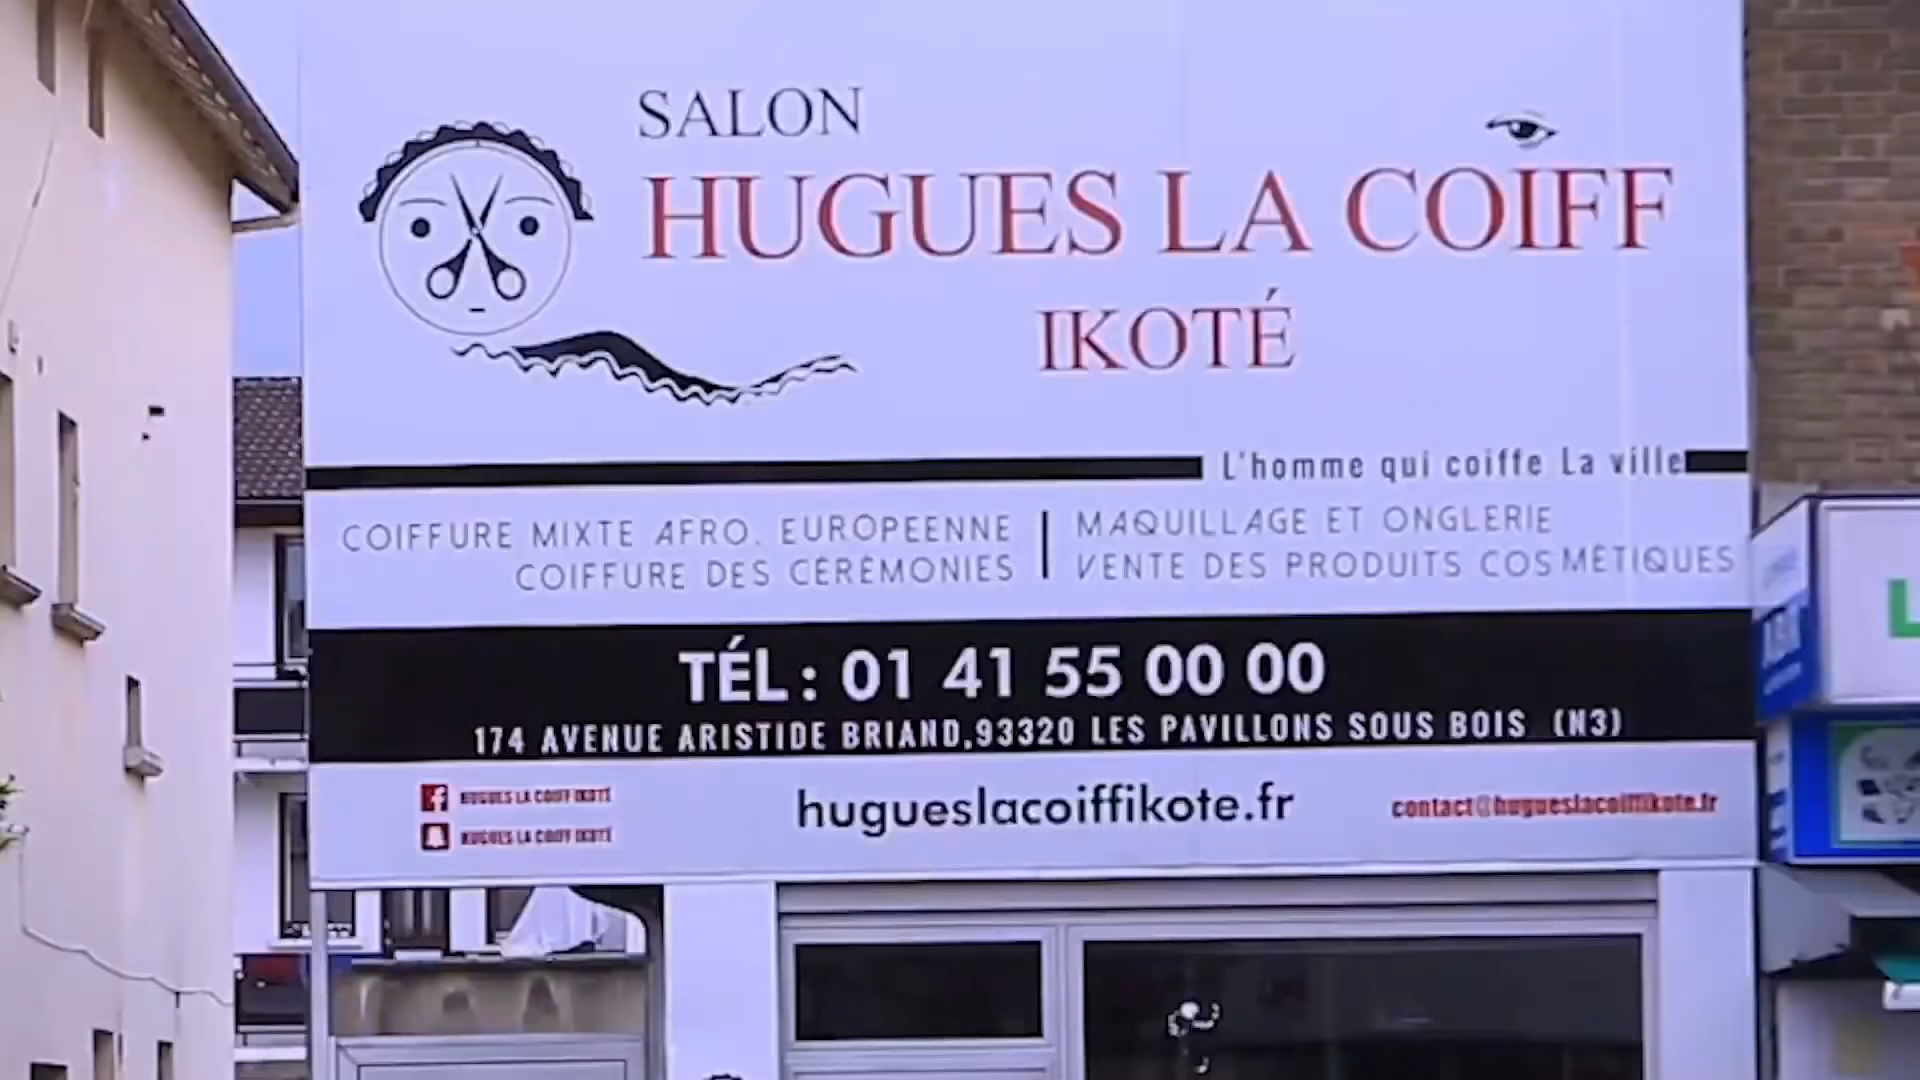 SALON
HUGUES LA COIFF
IKOTÉ
L'homme qui coiffe La ville
COIFFURE MIXTE AFRO. EUROPEENNE
COIFFURE DES CÉRÉMONIES
MAQUILLAGE ET ONGLERIE
VENTE DES PRODUITS COSMÉTIQUES
TÉL : 01 41 55 00 00
174 AVENUE ARISTIDE BRIAND.93320 LES PAVILLONS SOUS BOIS (N3)
HUGUES LA COIFF IKOTÉ
HUGUES LA COIFF IKOTÉ
hugueslacoiffikote.fr
contact@hugueslacoiffikote.fr